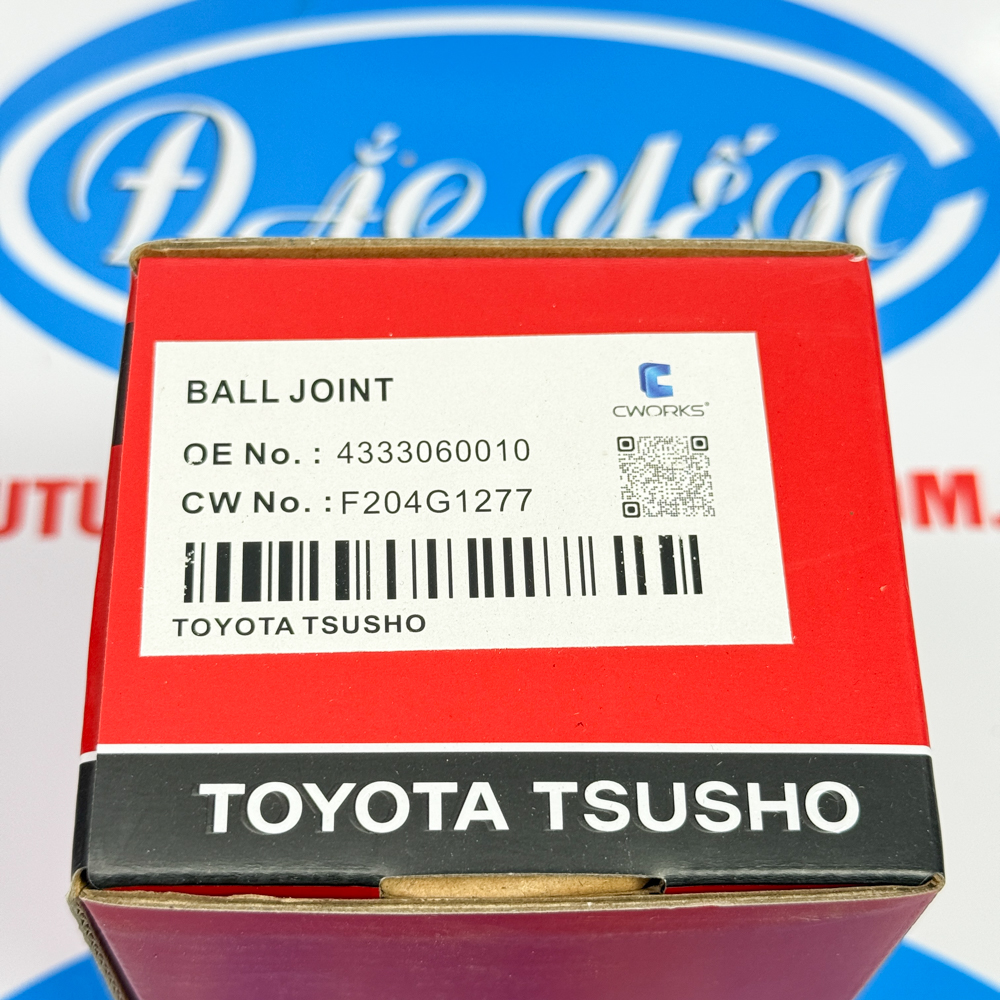 ĐẮC YẾN
BALL JOINT
CWORKS®
OE No. : 4333060010
CW No. : F204G1277
TOYOTA TSUSHO
TOYOTA TSUSHO